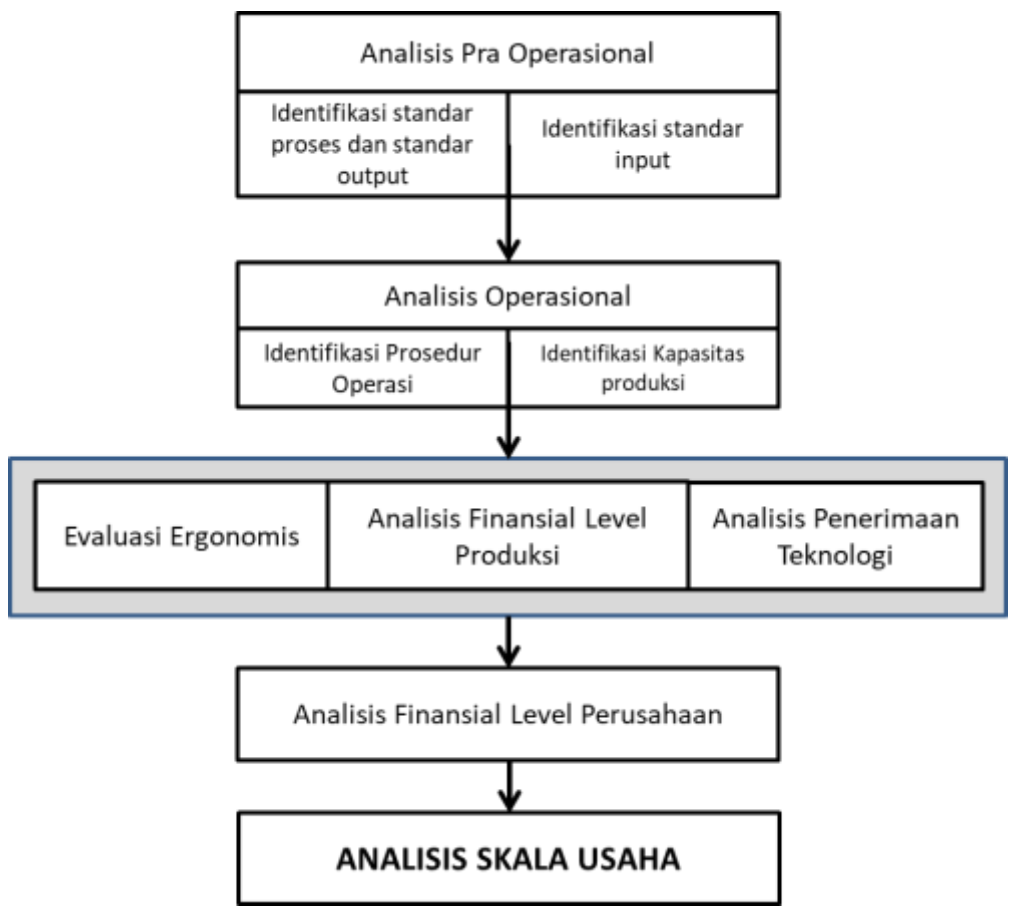 Analisis Pra Operasional
Identifikasi standar
proses dan standar
output
Identifikasi standar
input
Analisis Operasional
Identifikasi Prosedur
Operasi
Identifikasi Kapasitas
produksi
Evaluasi Ergonomis
Analisis Finansial Level
Produksi
Analisis Penerimaan
Teknologi
Analisis Finansial Level Perusahaan
ANALISIS SKALA USAHA